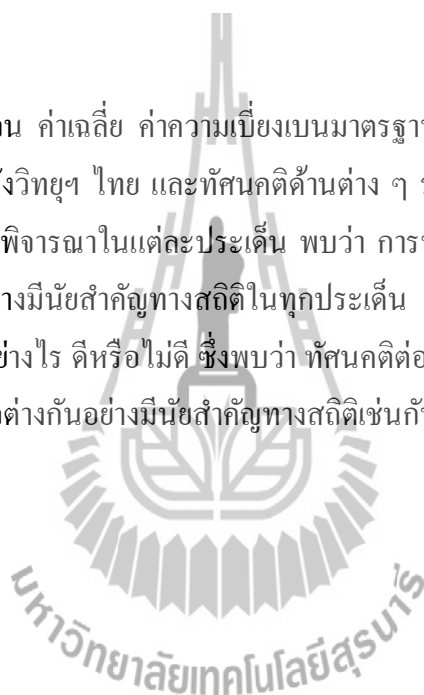 ค่าเฉลี่ย ค่าความเบี่ยงเบนมาตรฐาน
วิทยุฯ ไทย และทัศนคติด้านต่าง ๆ
พิจารณาในแต่ละประเด็น พบว่า
มีนัยสำคัญทางสถิติในทุกประเด็น
อย่างไร ดีหรือไม่ดี ซึ่งพบว่า ทัศนคติต่อ
ต่างกันอย่างมีนัยสำคัญทางสถิติเช่นกัน
มหาวิทยาลัยเทคโนโลยีสุรนารี